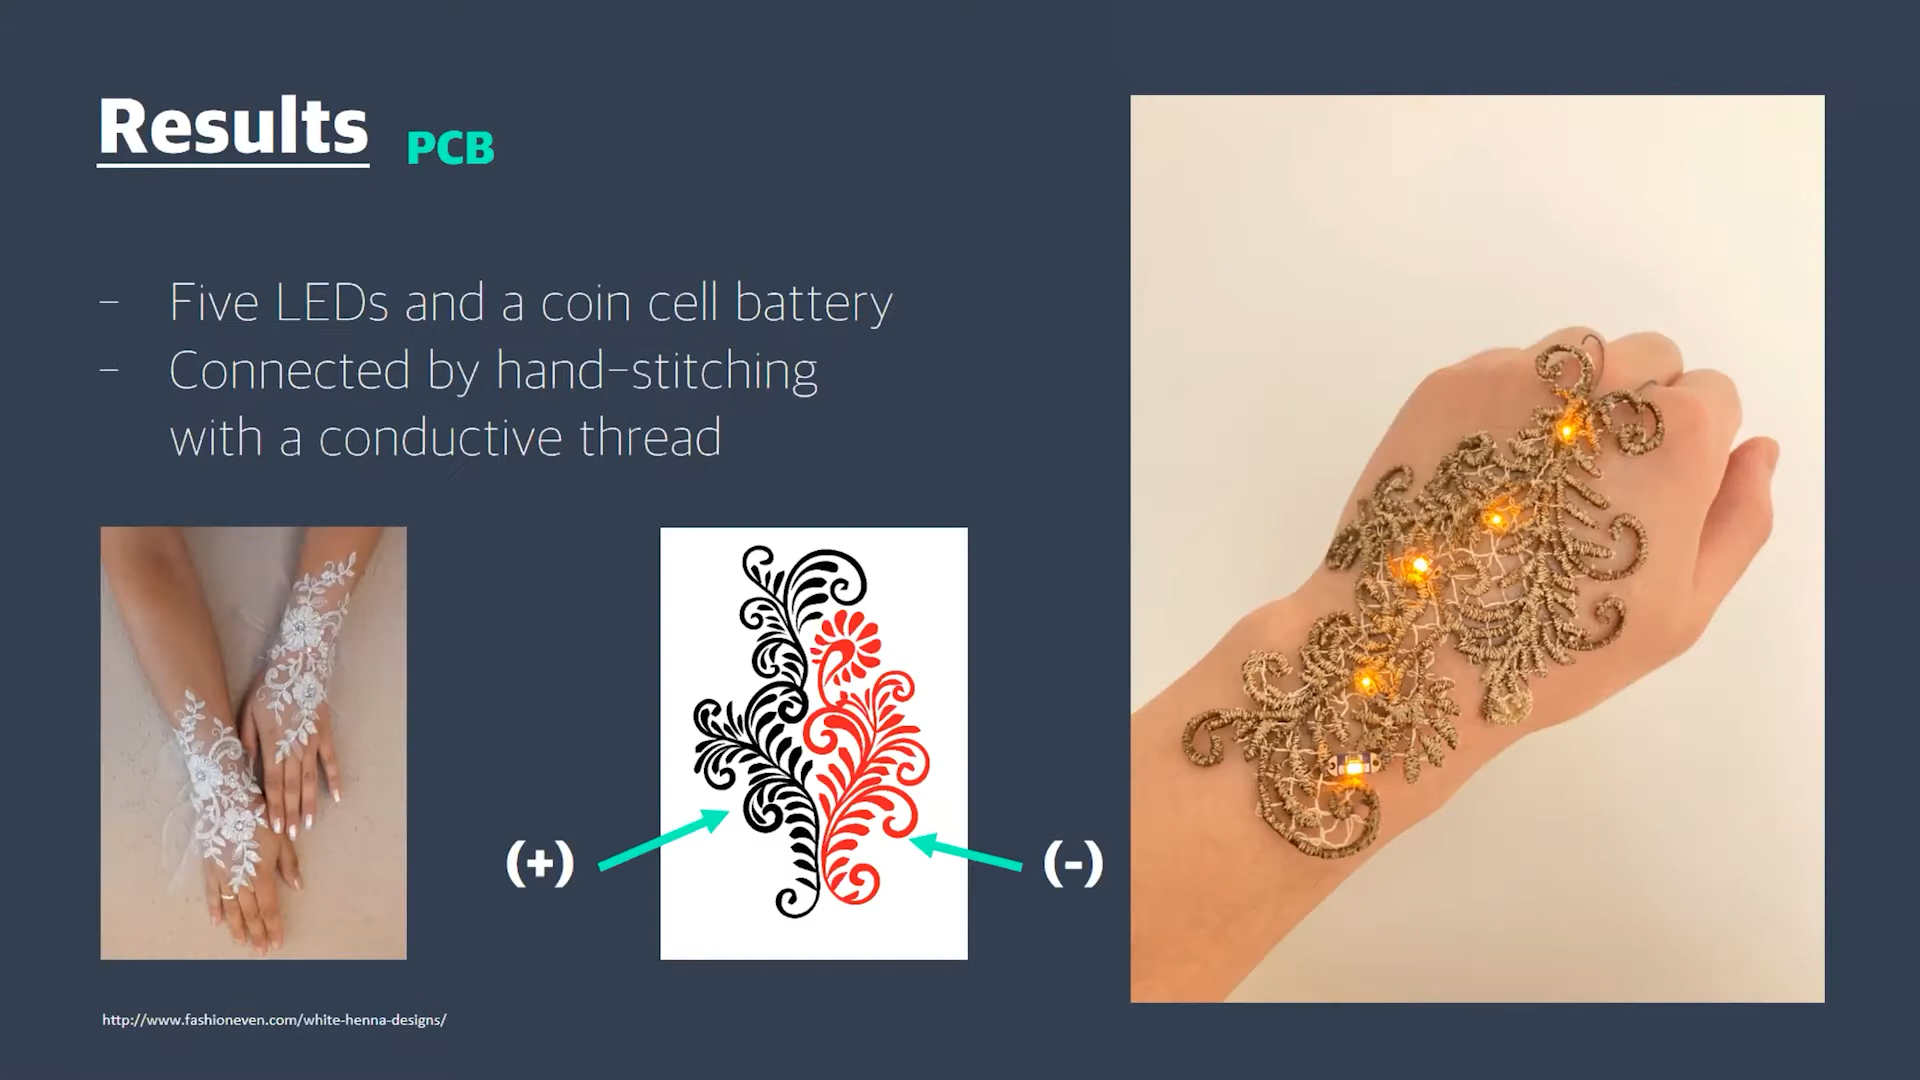 Results PCB
– Five LEDs and a coin cell battery
– Connected by hand-stitching
with a conductive thread
(+)
(-)
http://www.fashioneven.com/white-henna-designs/